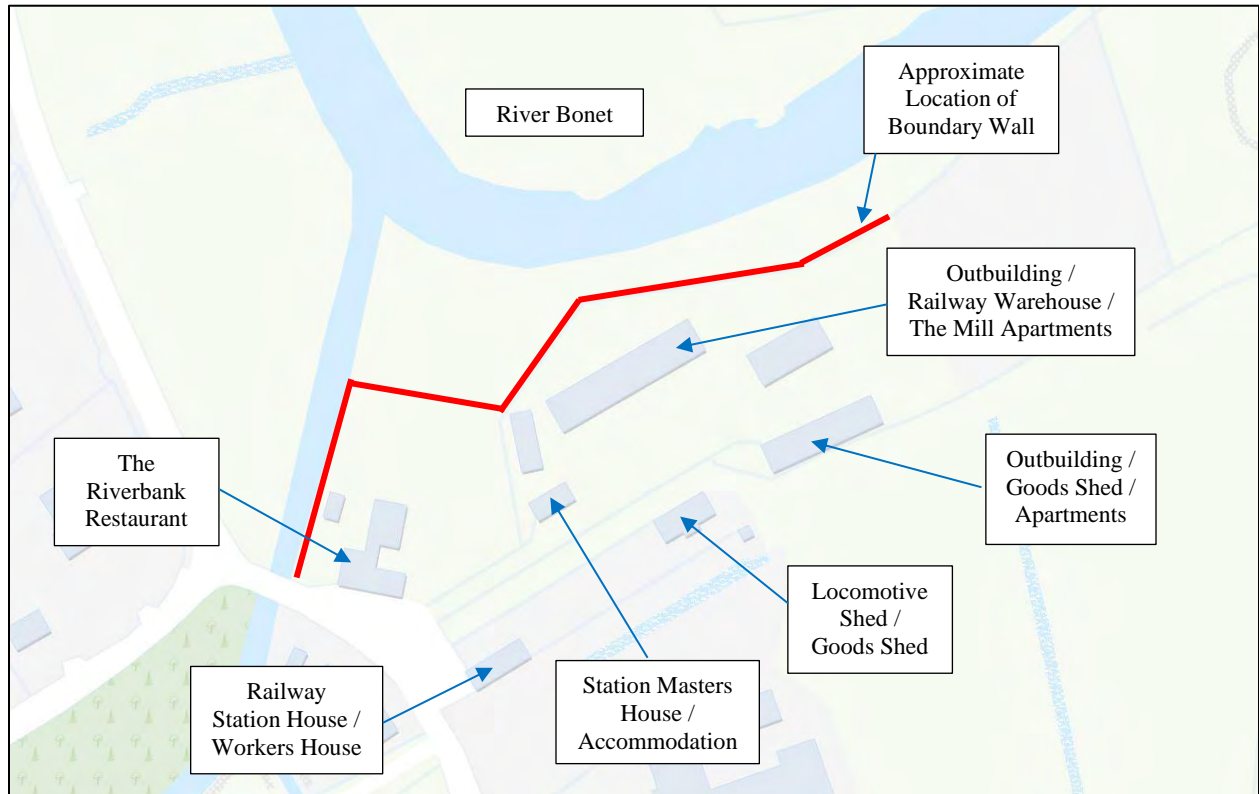 River Bonet
Approximate
Location of
Boundary Wall
Outbuilding /
Railway Warehouse /
The Mill Apartments
The
Riverbank
Restaurant
Outbuilding /
Goods Shed /
Apartments
Locomotive
Shed /
Goods Shed
Station Masters
House /
Accommodation
Railway
Station House /
Workers House